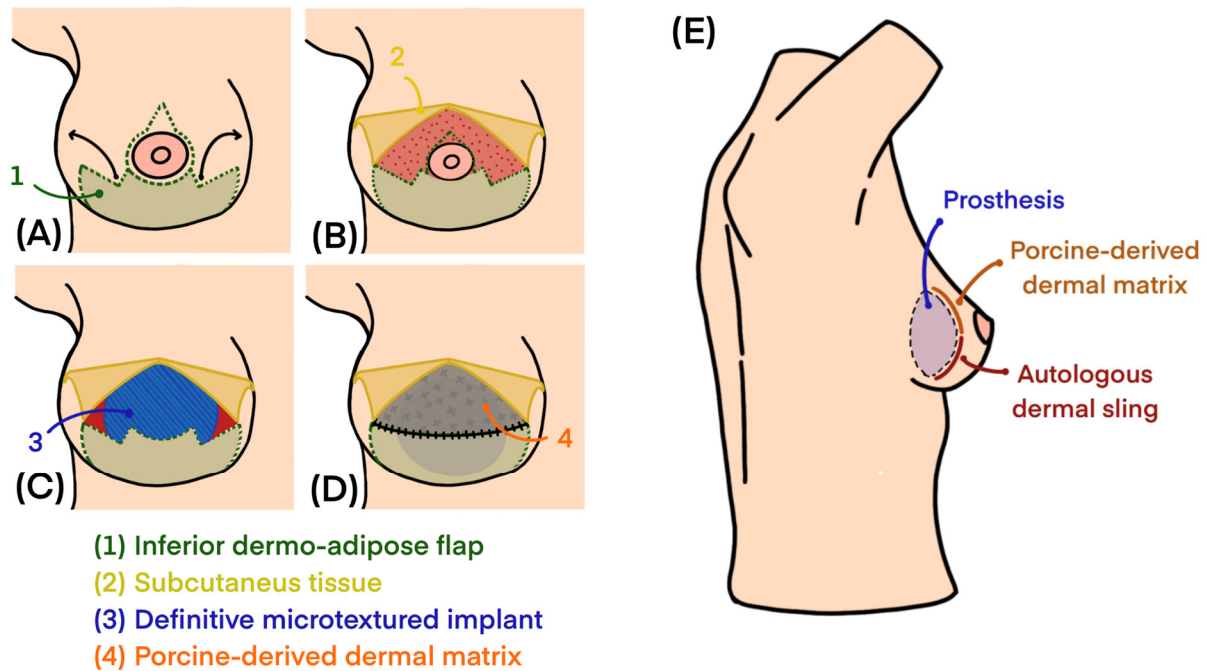 (A)
1
(B)
2
(C)
3
(D)
4
(1) Inferior dermo-adipose flap
(2) Subcutaneus tissue
(3) Definitive microtextured implant
(4) Porcine-derived dermal matrix
(E)
Prosthesis
Porcine-derived
dermal matrix
Autologous
dermal sling